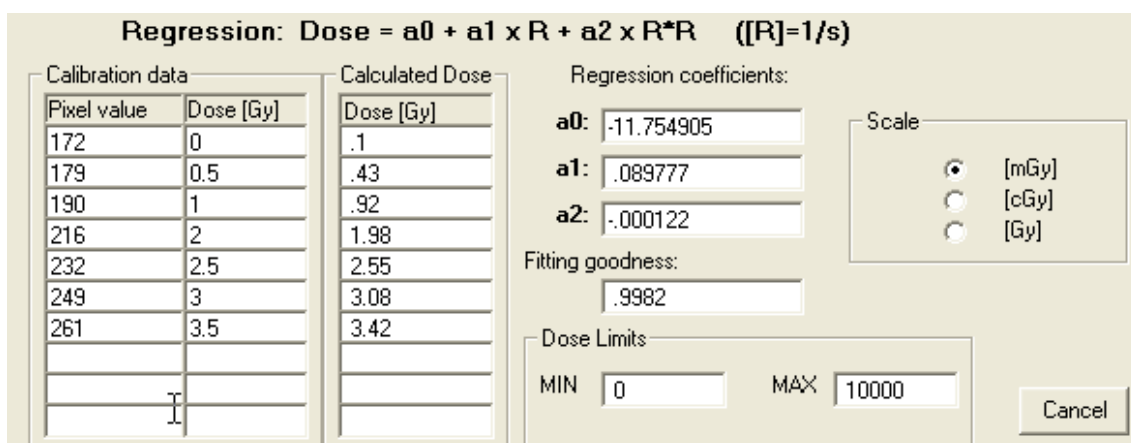 Regression: Dose = a0 + a1 x R + a2 x R*R ([R]=1/s)
Calibration data
Pixel value Dose [Gy]
172 0
179 0.5
190 1
216 2
232 2.5
249 3
261 3.5
Calculated Dose
Dose [Gy]
.1
.43
.92
1.98
2.55
3.08
3.42
Regression coefficients:
a0: -11.754905
a1: .089777
a2: -.000122
Fitting goodness:
.9982
Scale
[mGy]
[cGy]
[Gy]
Dose Limits
MIN 0 MAX 10000
Cancel